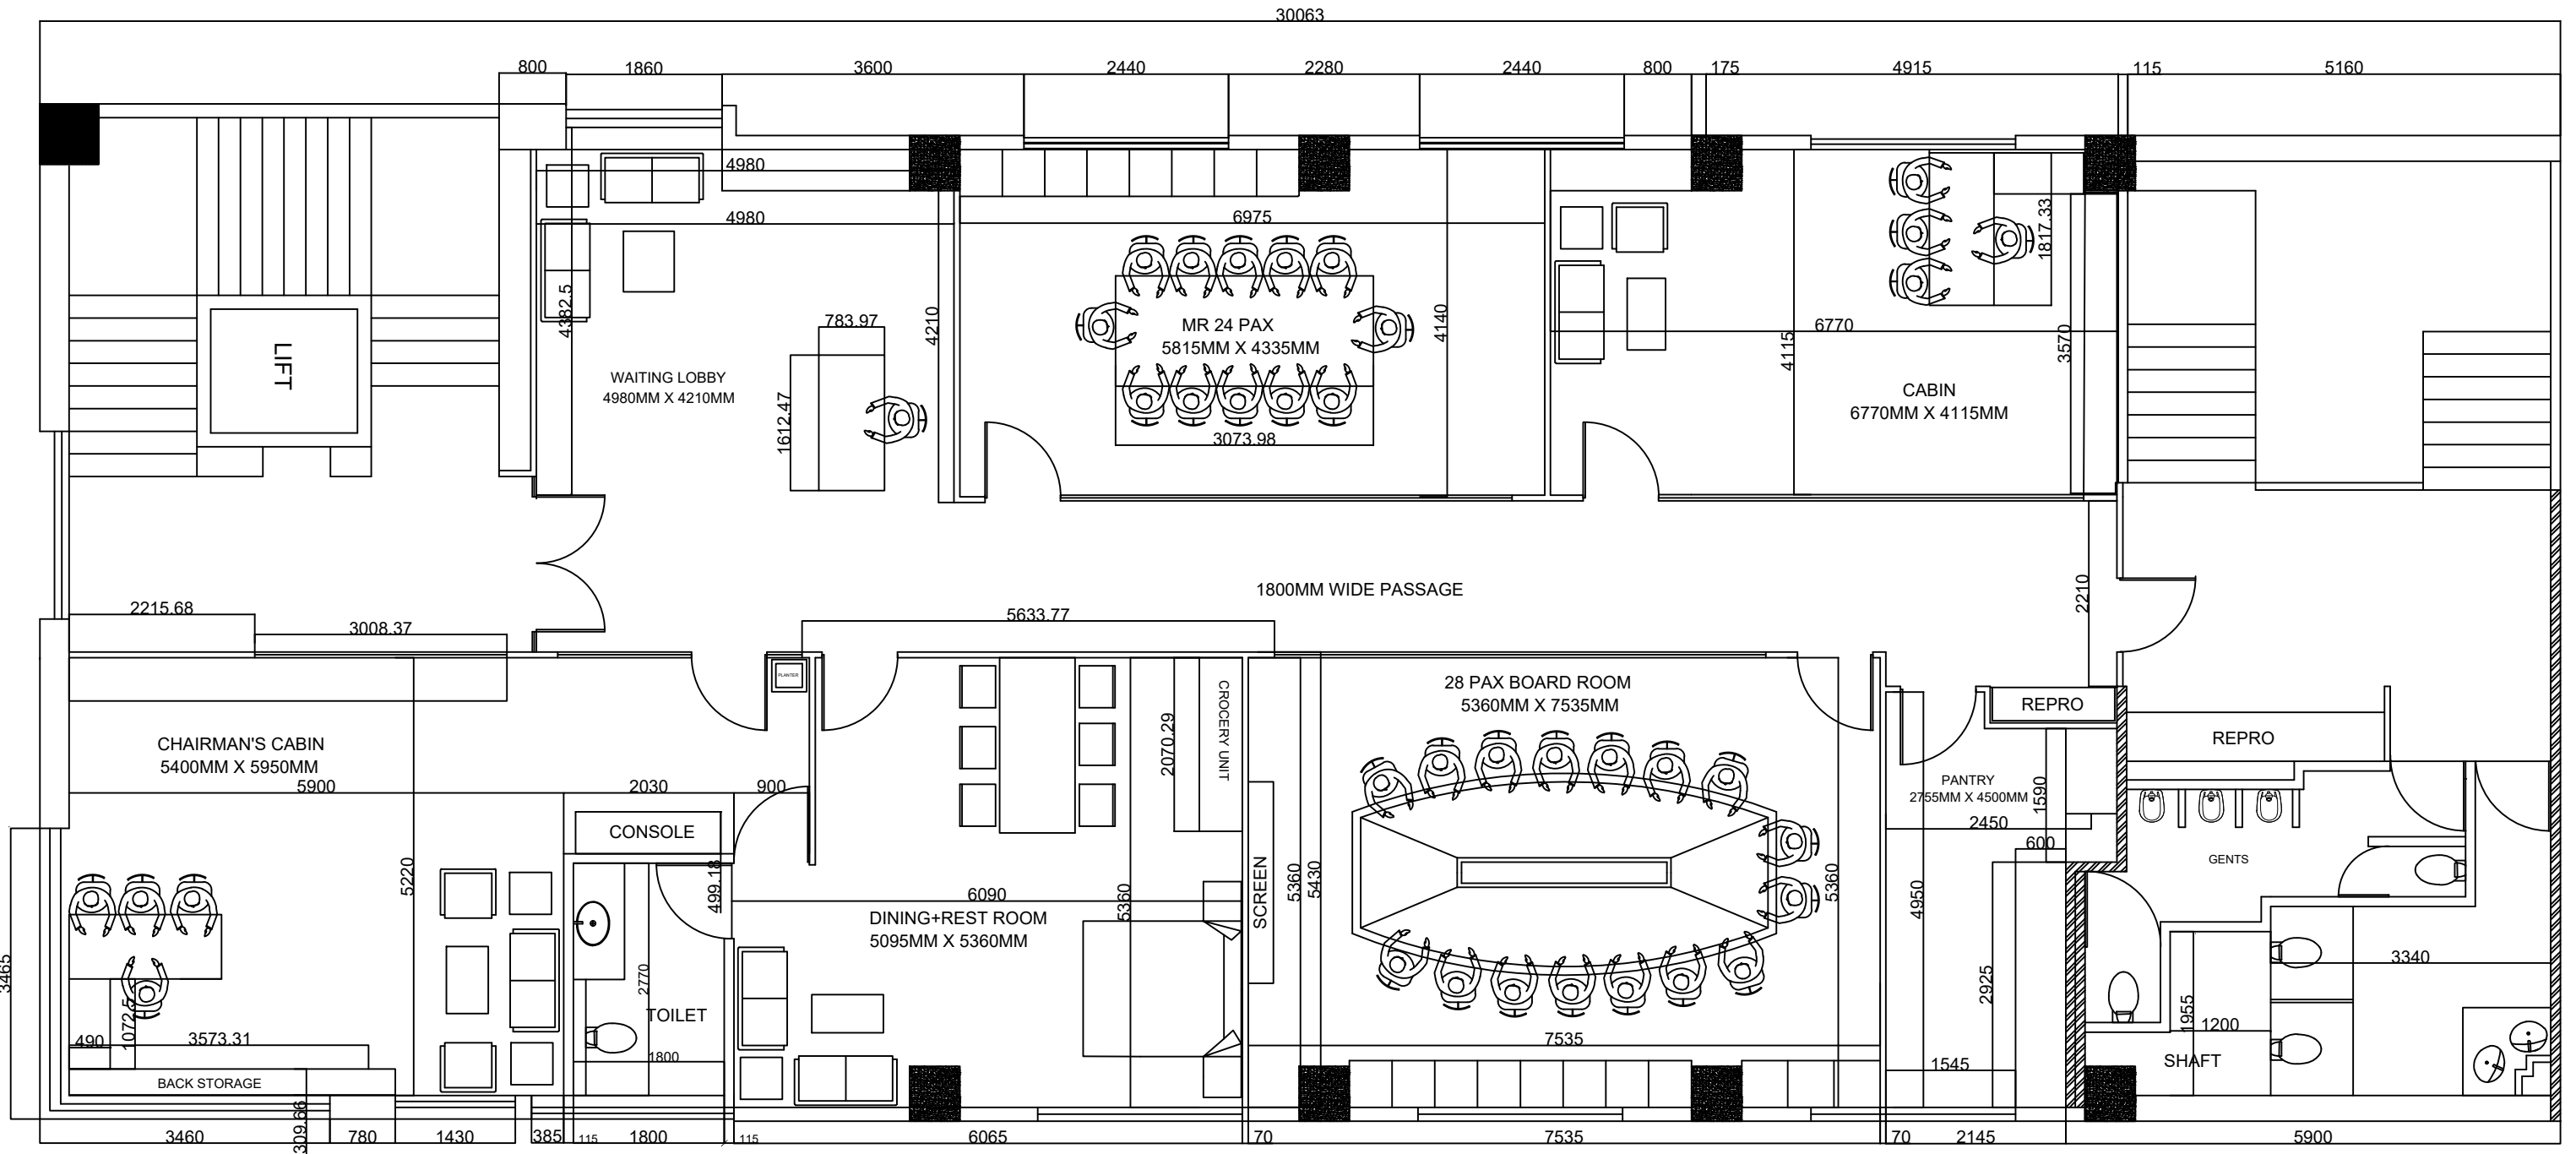 30063
800
1860
3600
2440
2280
2440
800
175
4915
115
5160
4980
4980
6975
1817.33
4382.5
783.97
4210
4140
6770
4115
3570
LIFT
MR 24 PAX
5815MM X 4335MM
WAITING LOBBY
4980MM X 4210MM
1612.47
3073.98
CABIN
6770MM X 4115MM
1800MM WIDE PASSAGE
2210
2215.68
3008.37
5633.77
PLANTER
CROCERY UNIT
2070.29
28 PAX BOARD ROOM
5360MM X 7535MM
REPRO
REPRO
CHAIRMAN'S CABIN
5400MM X 5950MM
5900
2030
900
PANTRY
2755MM X 4500MM
1590
2450
600
CONSOLE
GENTS
5220
499.18
6090
5360
SCREEN
5360
5430
5360
4950
DINING+REST ROOM
5095MM X 5360MM
3465
2770
2925
3340
TOILET
1072.5
490
3573.31
1800
7535
1545
1955
1200
SHAFT
BACK STORAGE
309.66
3460
780
1430
385
115
1800
115
6065
70
7535
70
2145
5900